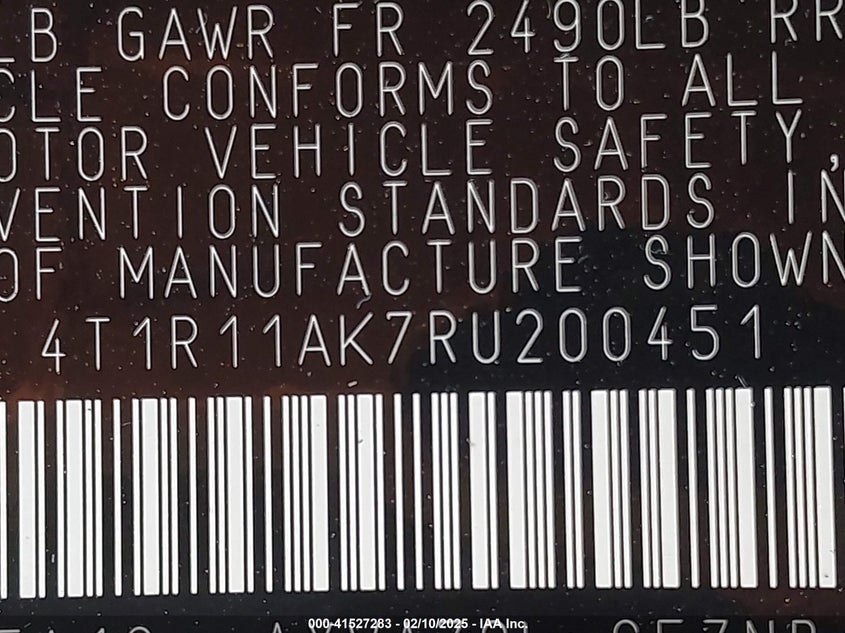 LB GAWR FR 2490LB RR
CLE CONFORMS TO ALL
OTOR VEHICLE SAFETY,
VENTION STANDARDS IN
OF MANUFACTURE SHOWN
4T1R11AK7RU200451
000-41527283 - 02/10/2025 - IAA Inc.